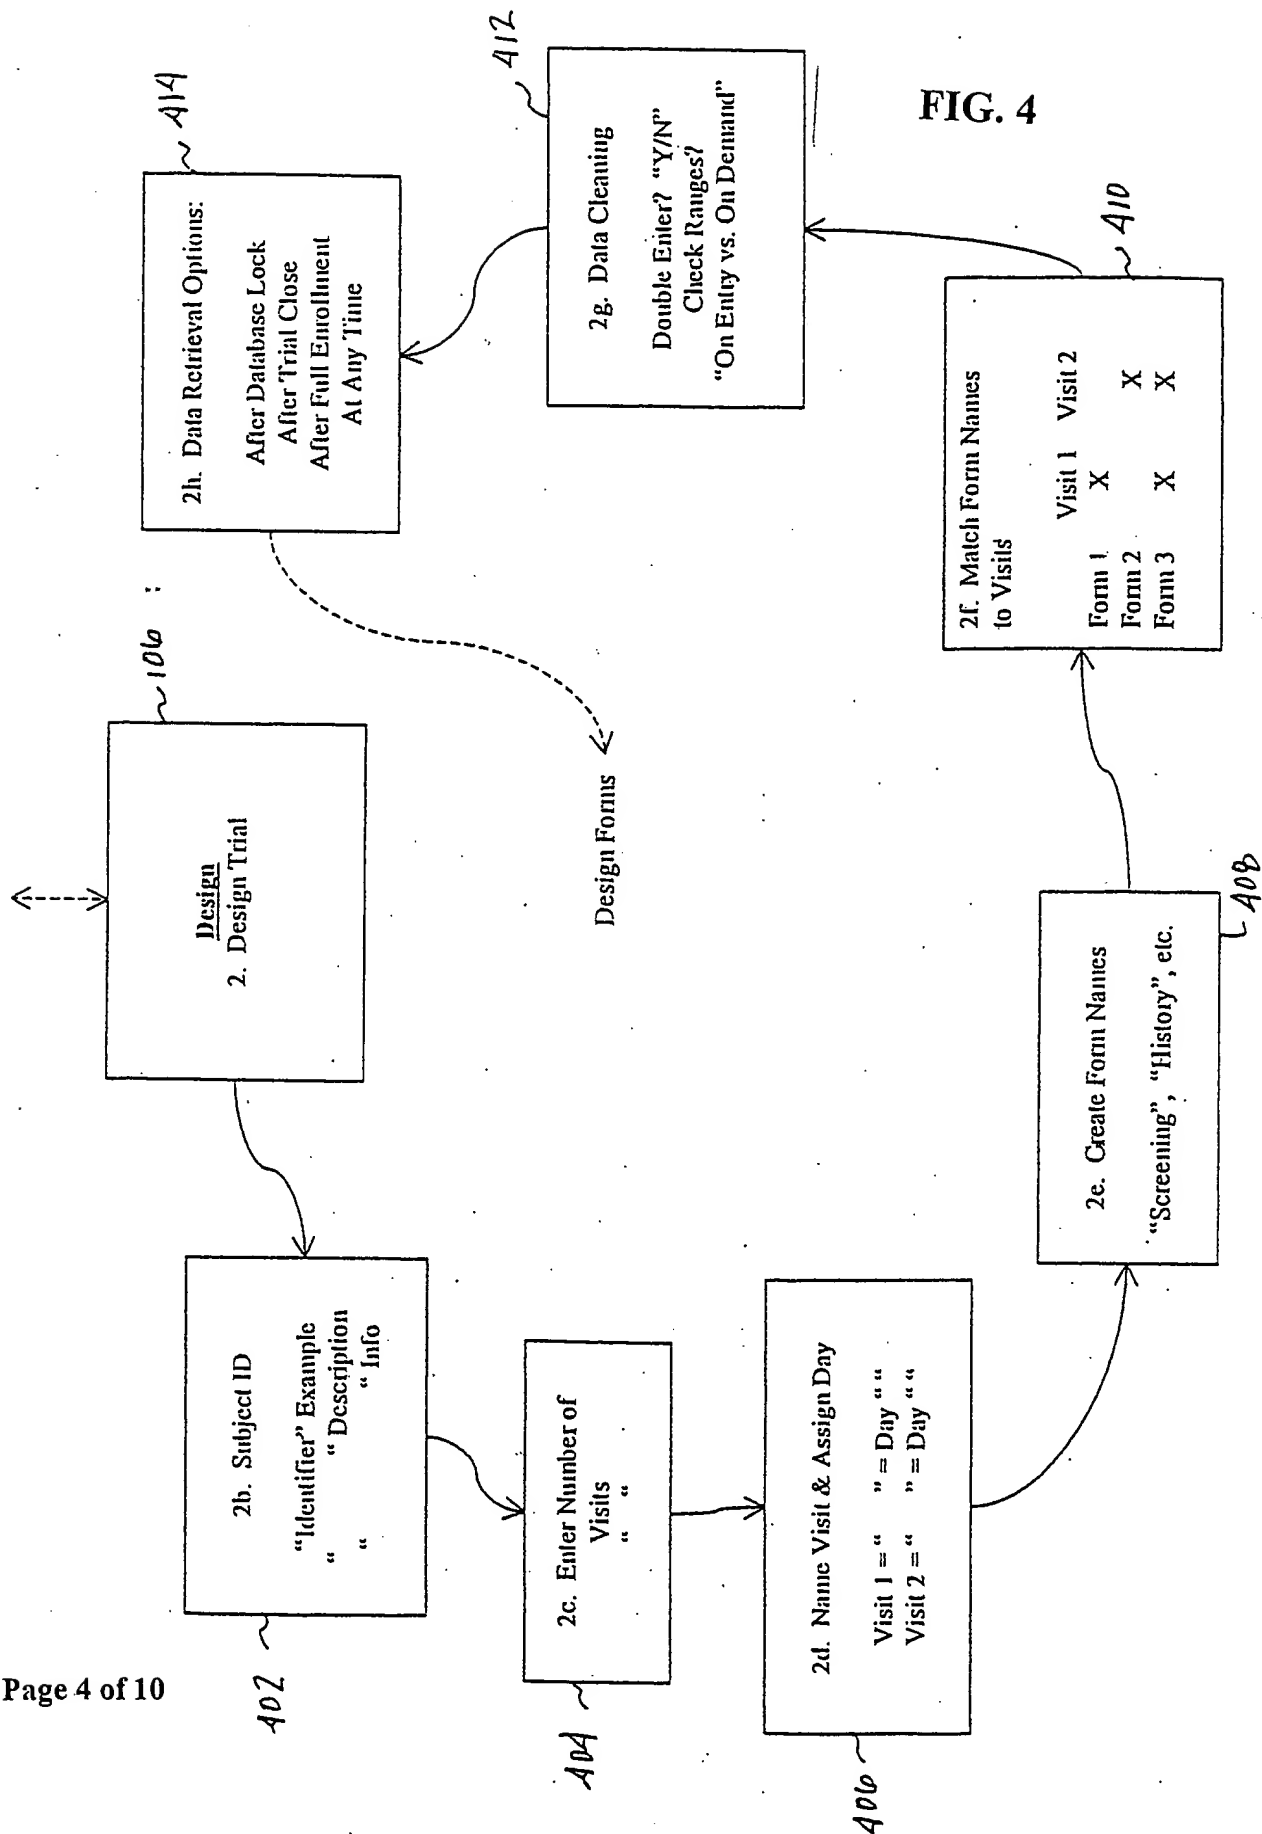 Page 4 of 10
FIG. 4
106
Design
2. Design Trial
402
2b. Subject ID
“Identifier” Example
“ “ Description
“ “ Info
404
2c. Enter Number of
Visits
“ “
406
2d. Name Visit & Assign Day
Visit 1 = “ ” = Day “ “
Visit 2 = “ ” = Day “ “
408
2e. Create Form Names
“Screening”, “History”, etc.
410
2f. Match Form Names
to Visits
Visit 1 Visit 2
Form 1 X
Form 2 X
Form 3 X X
412
2g. Data Cleaning
Double Enter? “Y/N”
Check Ranges?
“On Entry vs. On Demand”
414
2h. Data Retrieval Options:
After Database Lock
After Trial Close
After Full Enrollment
At Any Time
Design Forms